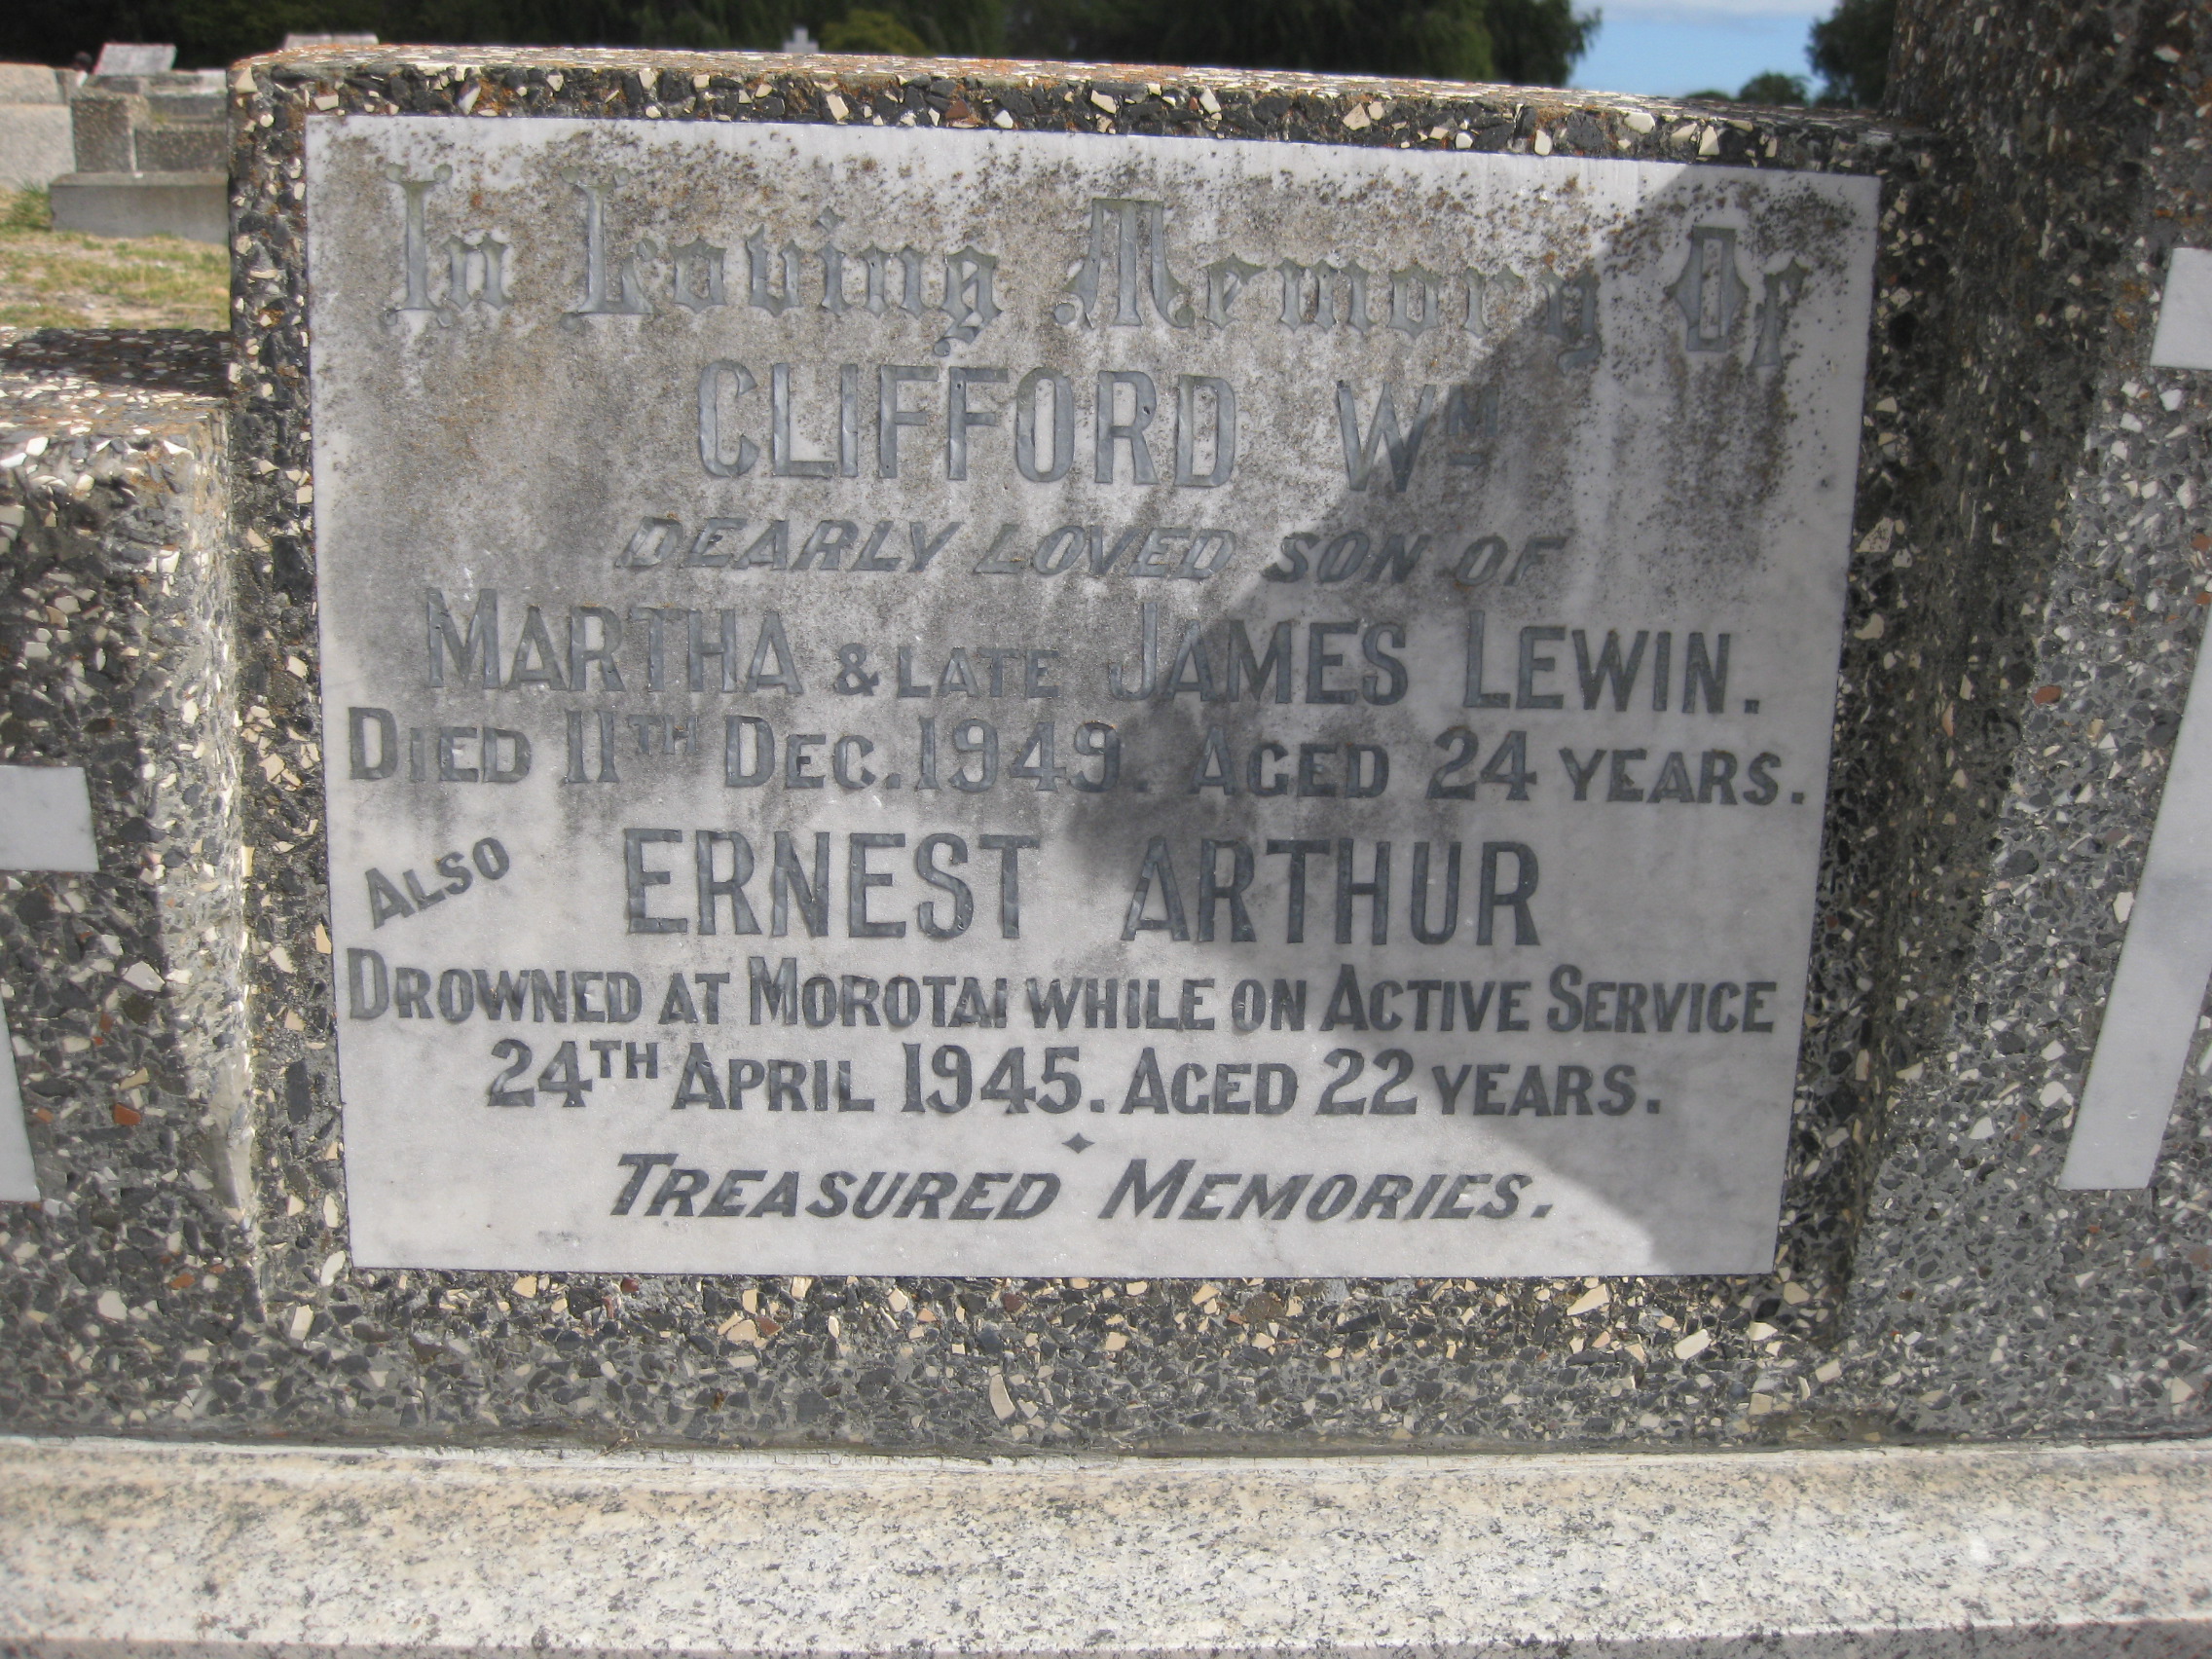 In Loving Memory Of
CLIFFORD WM
DEARLY LOVED SON OF
MARTHA & LATE JAMES LEWIN.
DIED 11TH DEC. 1949. AGED 24 YEARS.
ALSO ERNEST ARTHUR
DROWNED AT MOROTAI WHILE ON ACTIVE SERVICE
24TH APRIL 1945. AGED 22 YEARS.
TREASURED MEMORIES.